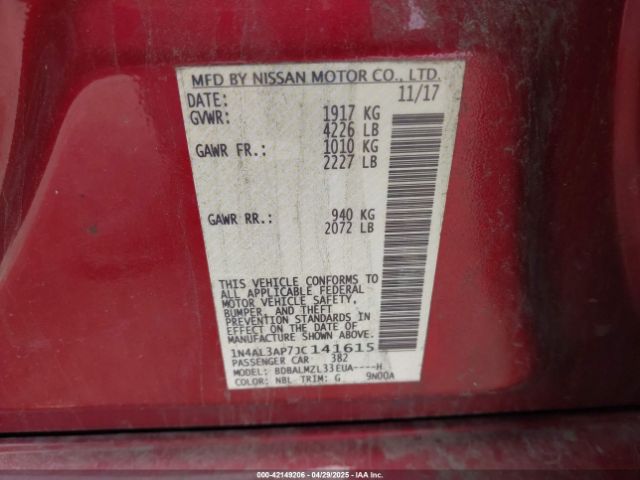 MFD BY NISSAN MOTOR CO., LTD.
DATE: 11/17
GVWR: 1917 KG
4226 LB
GAWR FR.: 1010 KG
2227 LB
GAWR RR.: 940 KG
2072 LB
THIS VEHICLE CONFORMS TO
ALL APPLICABLE FEDERAL
MOTOR VEHICLE SAFETY,
BUMPER, AND THEFT
PREVENTION STANDARDS IN
EFFECT ON THE DATE OF
MANUFACTURE SHOWN ABOVE.
1N4AL3AP7JC141615
PASSENGER CAR 382
MODEL: BDBALMZL33EUA----H
COLOR: NBL TRIM: G 9N00A
000-42149206 - 04/29/2025 - COPYRIGHT IAA, LLC.